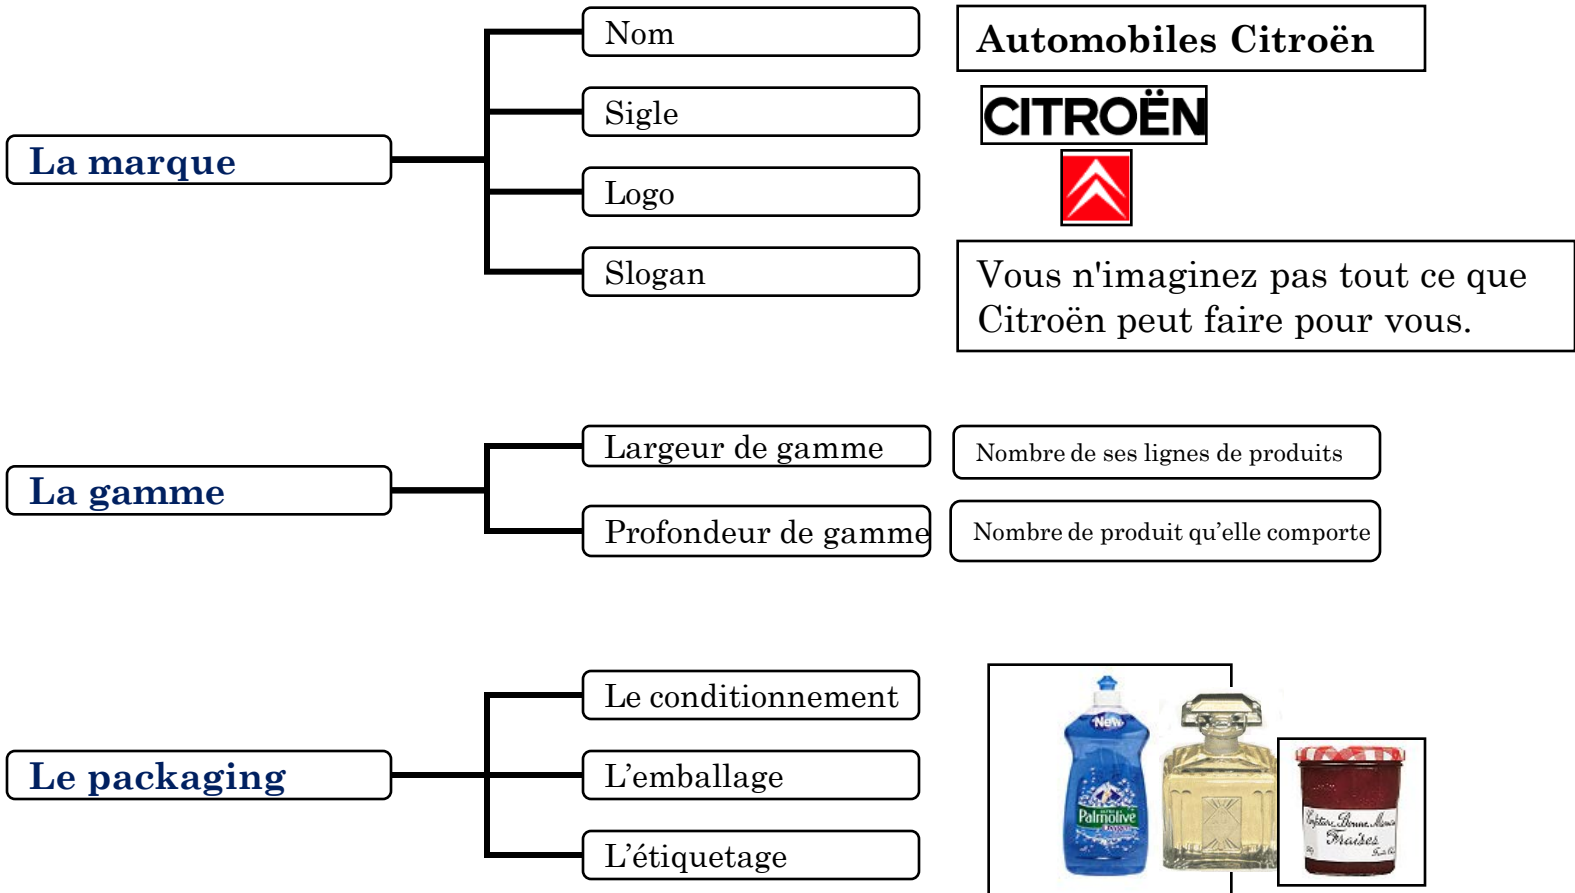 Nom
Automobiles Citroën
Sigle
CITROËN
La marque
Logo
Slogan
Vous n'imaginez pas tout ce que
Citroën peut faire pour vous.
Largeur de gamme
Nombre de ses lignes de produits
La gamme
Profondeur de gamme
Nombre de produit qu’elle comporte
Le conditionnement
Le packaging
L’emballage
L’étiquetage
New
Palmolive
Bonne Maman
Fraises